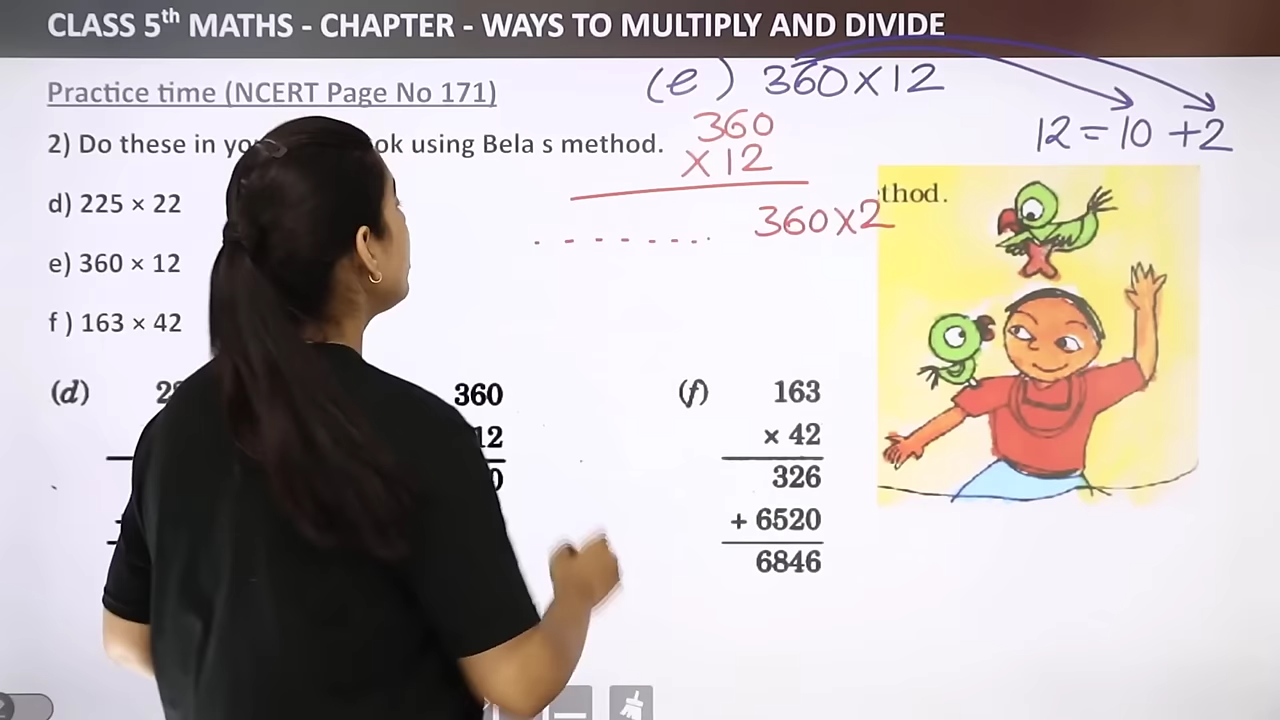 CLASS 5th MATHS - CHAPTER - WAYS TO MULTIPLY AND DIVIDE
Practice time (NCERT Page No 171)
(e) 360×12
12=10+2
2) Do these in yo ok using Bela s method.
360
×12
360×2
thod.
d) 225 × 22
e) 360 × 12
f ) 163 × 42
(d)
360
12
0
(f) 163
× 42
326
+ 6520
6846